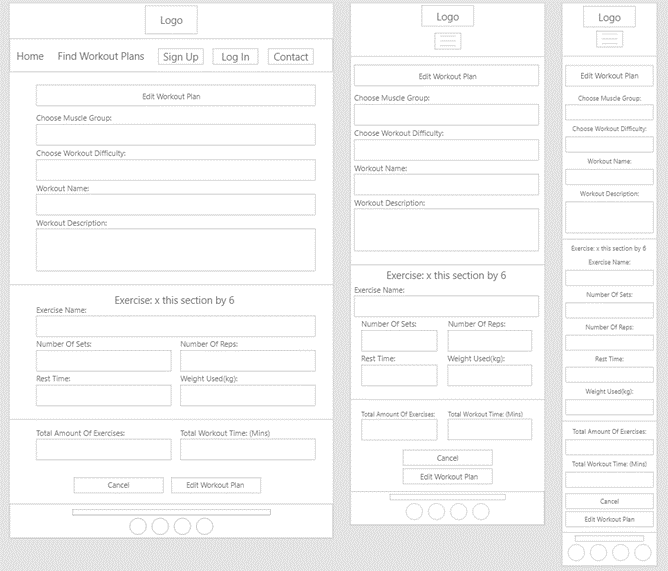 Logo
Home Find Workout Plans Sign Up Log In Contact
Edit Workout Plan
Choose Muscle Group:
Choose Workout Difficulty:
Workout Name:
Workout Description:
Exercise: x this section by 6
Exercise Name:
Number Of Sets: Number Of Reps:
Rest Time: Weight Used(kg):
Total Amount Of Exercises: Total Workout Time: (Mins)
Cancel Edit Workout Plan
Logo
Edit Workout Plan
Choose Muscle Group:
Choose Workout Difficulty:
Workout Name:
Workout Description:
Exercise: x this section by 6
Exercise Name:
Number Of Sets: Number Of Reps:
Rest Time: Weight Used(kg):
Total Amount Of Exercises: Total Workout Time: (Mins)
Cancel
Edit Workout Plan
Logo
Edit Workout Plan
Choose Muscle Group:
Choose Workout Difficulty:
Workout Name:
Workout Description:
Exercise: x this section by 6
Exercise Name:
Number Of Sets:
Number Of Reps:
Rest Time:
Weight Used(kg):
Total Amount Of Exercises:
Total Workout Time: (Mins)
Cancel
Edit Workout Plan